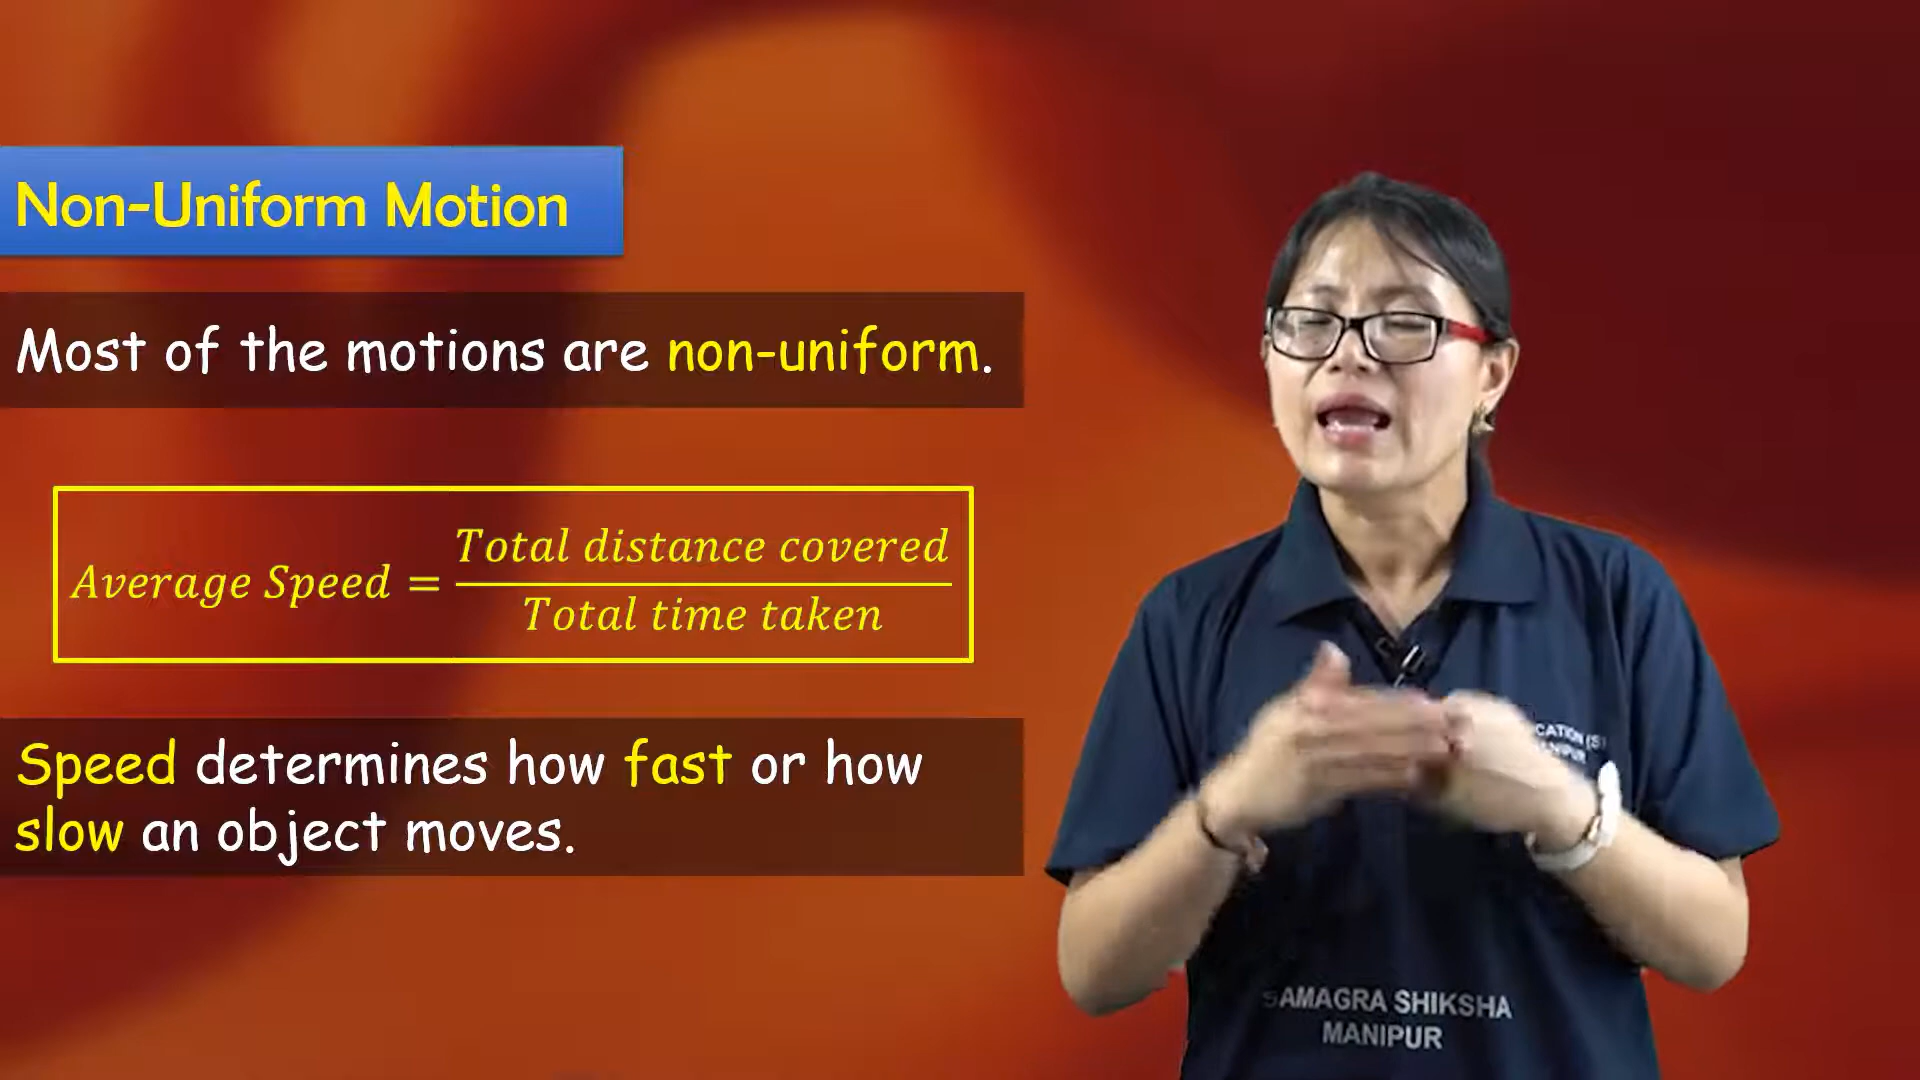 Non-Uniform Motion
Most of the motions are non-uniform.
Average Speed = Total distance covered / Total time taken
Speed determines how fast or how
slow an object moves.
SAMAGRA SHIKSHA
MANIPUR